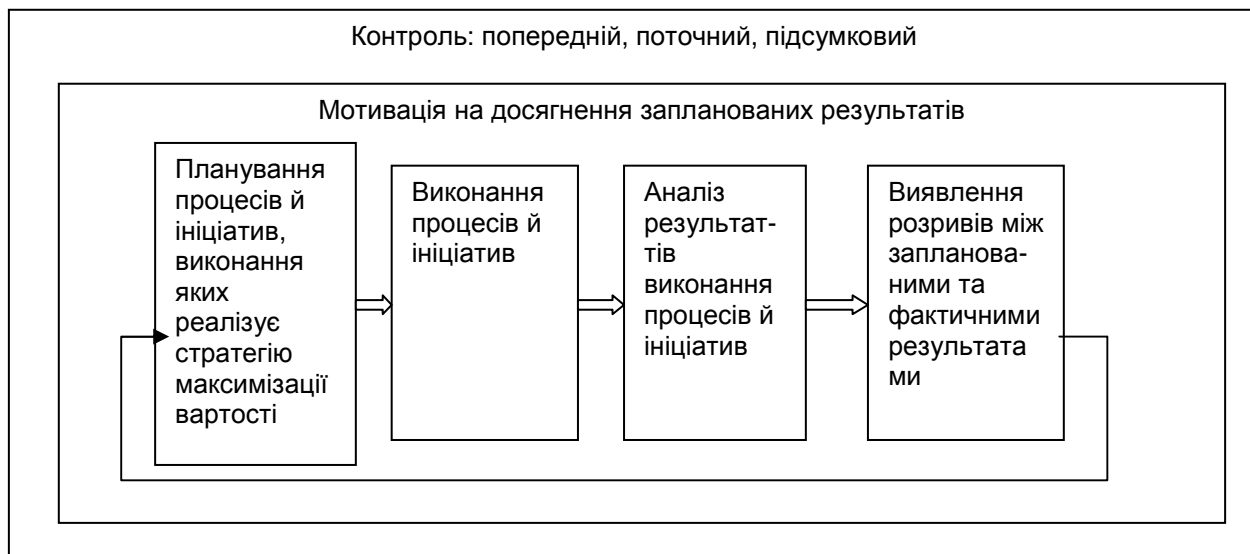 Контроль: попередній, поточний, підсумковий
Мотивація на досягнення запланованих результатів
Планування
процесів й
ініціатив,
виконання
яких
реалізує
стратегію
максимізації
вартості
Виконання
процесів й
ініціатив
Аналіз
результат-
тів
виконання
процесів й
ініціатив
Виявлення
розривів між
запланова-
ними та
фактичними
результата
ми